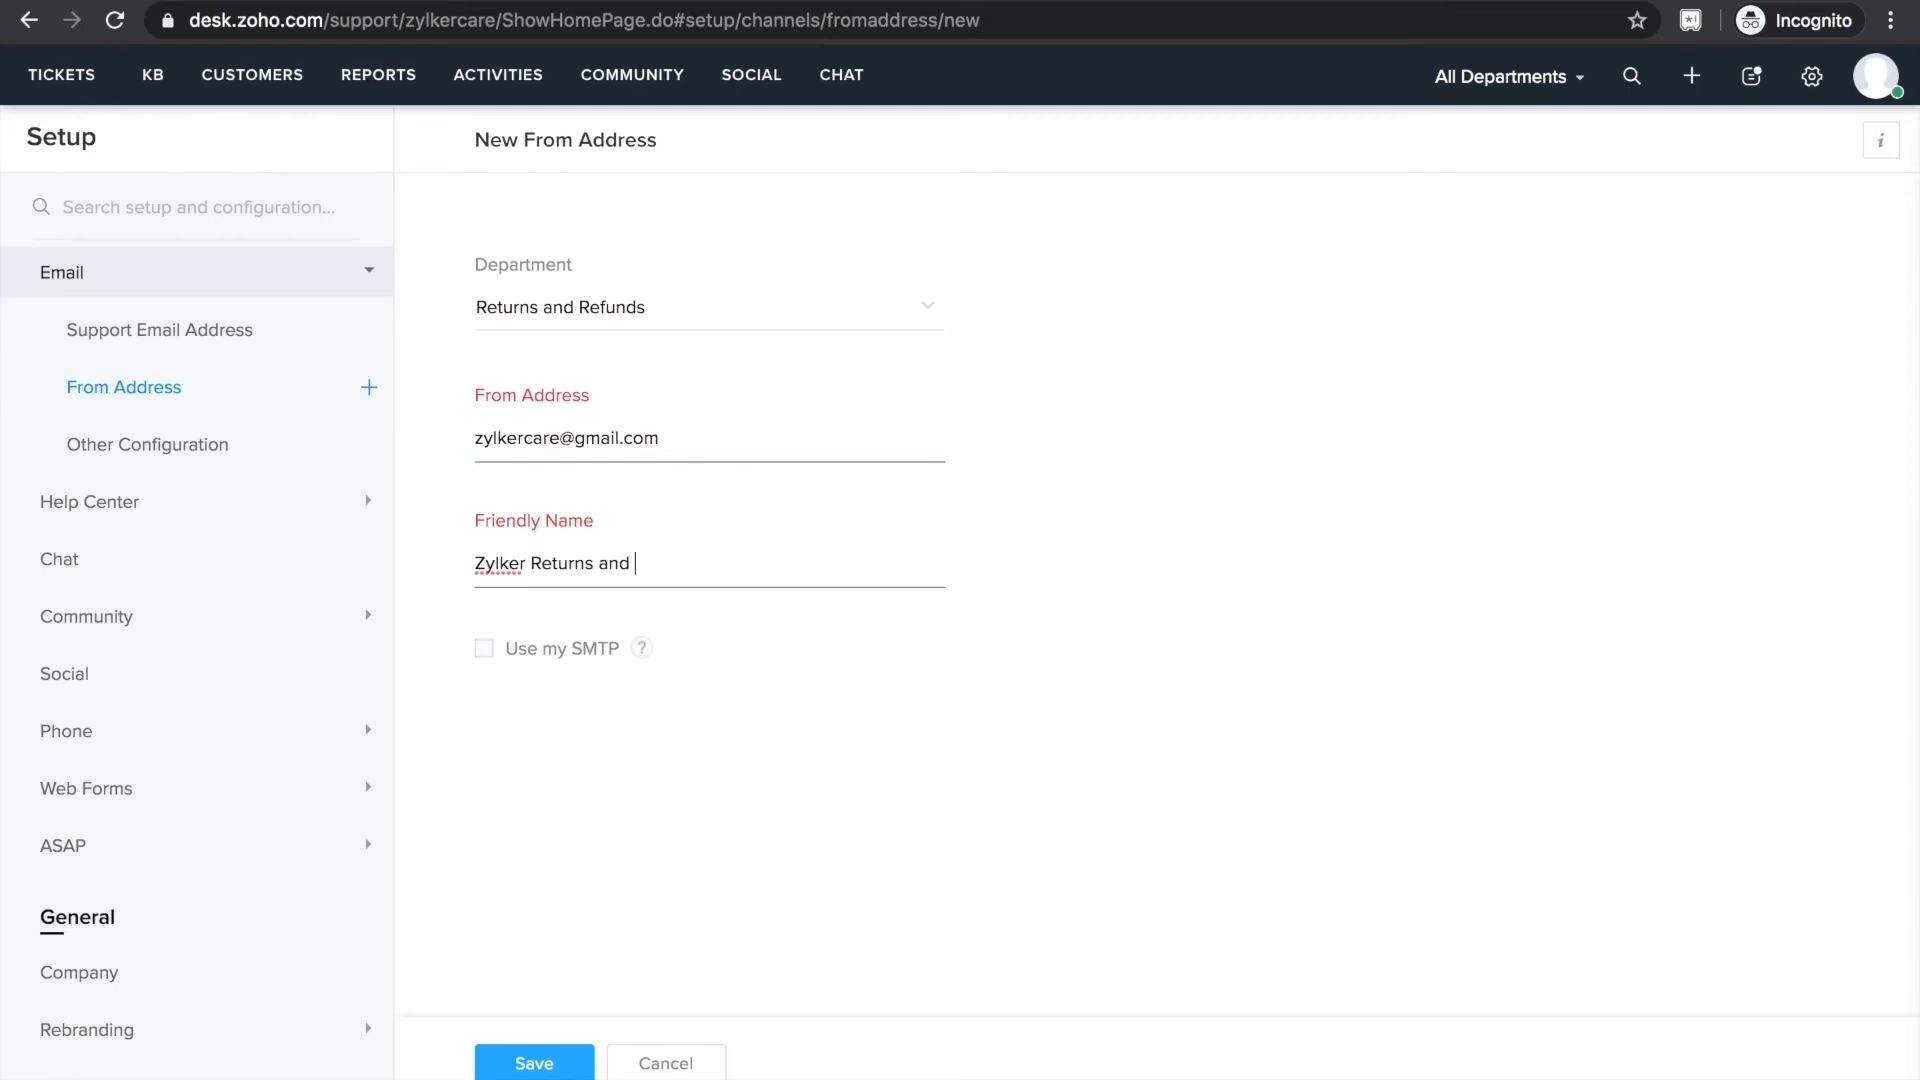 desk.zoho.com/support/zylkercare/ShowHomePage.do#setup/channels/fromaddress/new
Incognito
TICKETS KB CUSTOMERS REPORTS ACTIVITIES COMMUNITY SOCIAL CHAT
All Departments
Setup
New From Address
i
Search setup and configuration...
Email
Support Email Address
From Address
Other Configuration
Help Center
Chat
Community
Social
Phone
Web Forms
ASAP
General
Company
Rebranding
Department
Returns and Refunds
From Address
zylkercare@gmail.com
Friendly Name
Zylker Returns and
Use my SMTP ?
Save Cancel